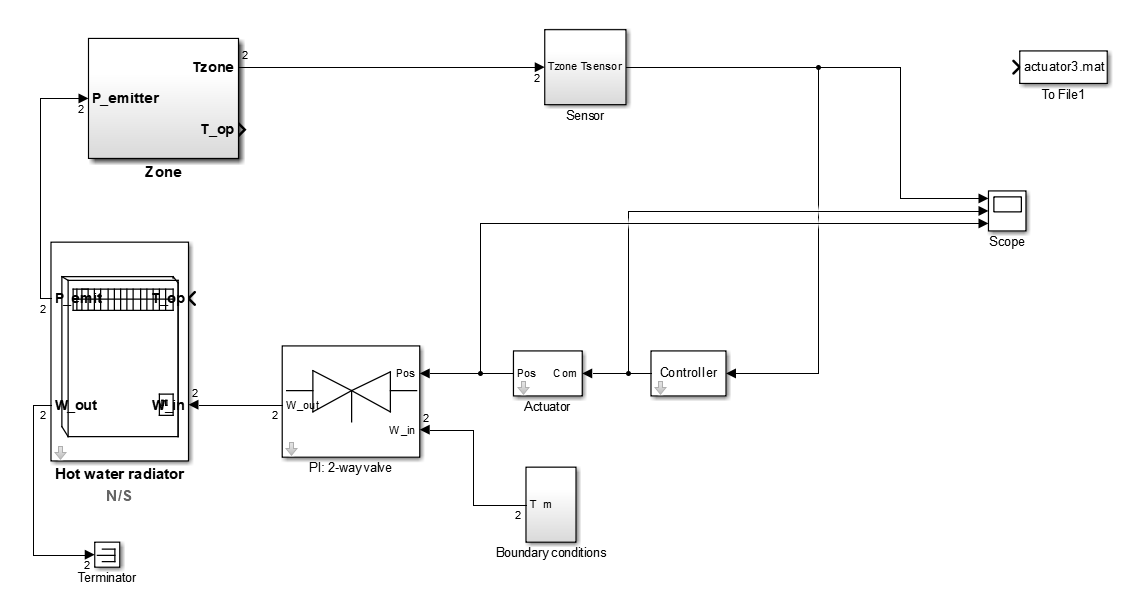 2
Tzone
P_emitter
2
T_op
Zone
Tzone Tsensor
2
Sensor
actuator3.mat
To File1
Scope
P_emit
T_op
2
2
W_out
W_in
2
Hot water radiator
N/S
Pos
W_out
2
2
W_in
PI: 2-way valve
Pos Com
Actuator
Controller
T m
2
Boundary conditions
2
Terminator